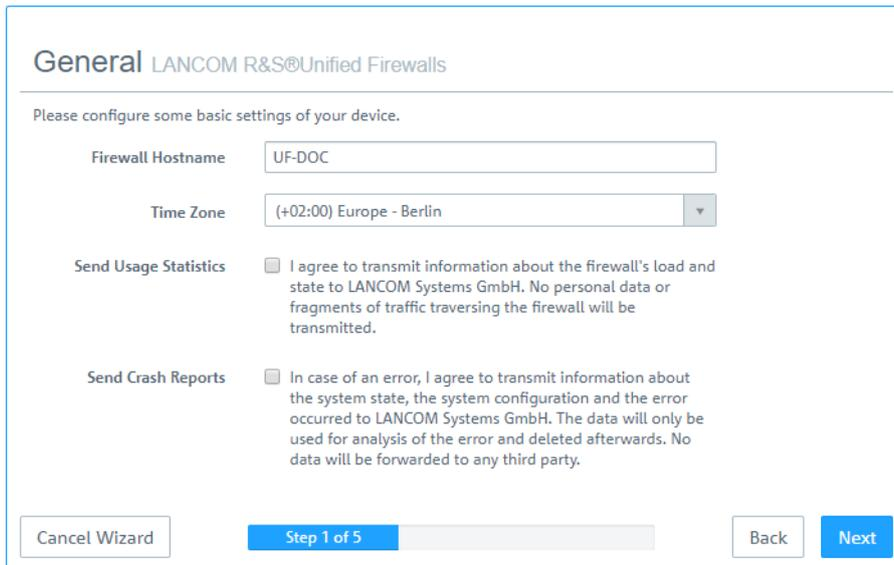 General LANCOM R&S®Unified Firewalls
Please configure some basic settings of your device.
Firewall Hostname UF-DOC
Time Zone (+02:00) Europe - Berlin
Send Usage Statistics I agree to transmit information about the firewall's load and
state to LANCOM Systems GmbH. No personal data or
fragments of traffic traversing the firewall will be
transmitted.
Send Crash Reports In case of an error, I agree to transmit information about
the system state, the system configuration and the error
occurred to LANCOM Systems GmbH. The data will only be
used for analysis of the error and deleted afterwards. No
data will be forwarded to any third party.
Cancel Wizard Step 1 of 5 Back Next